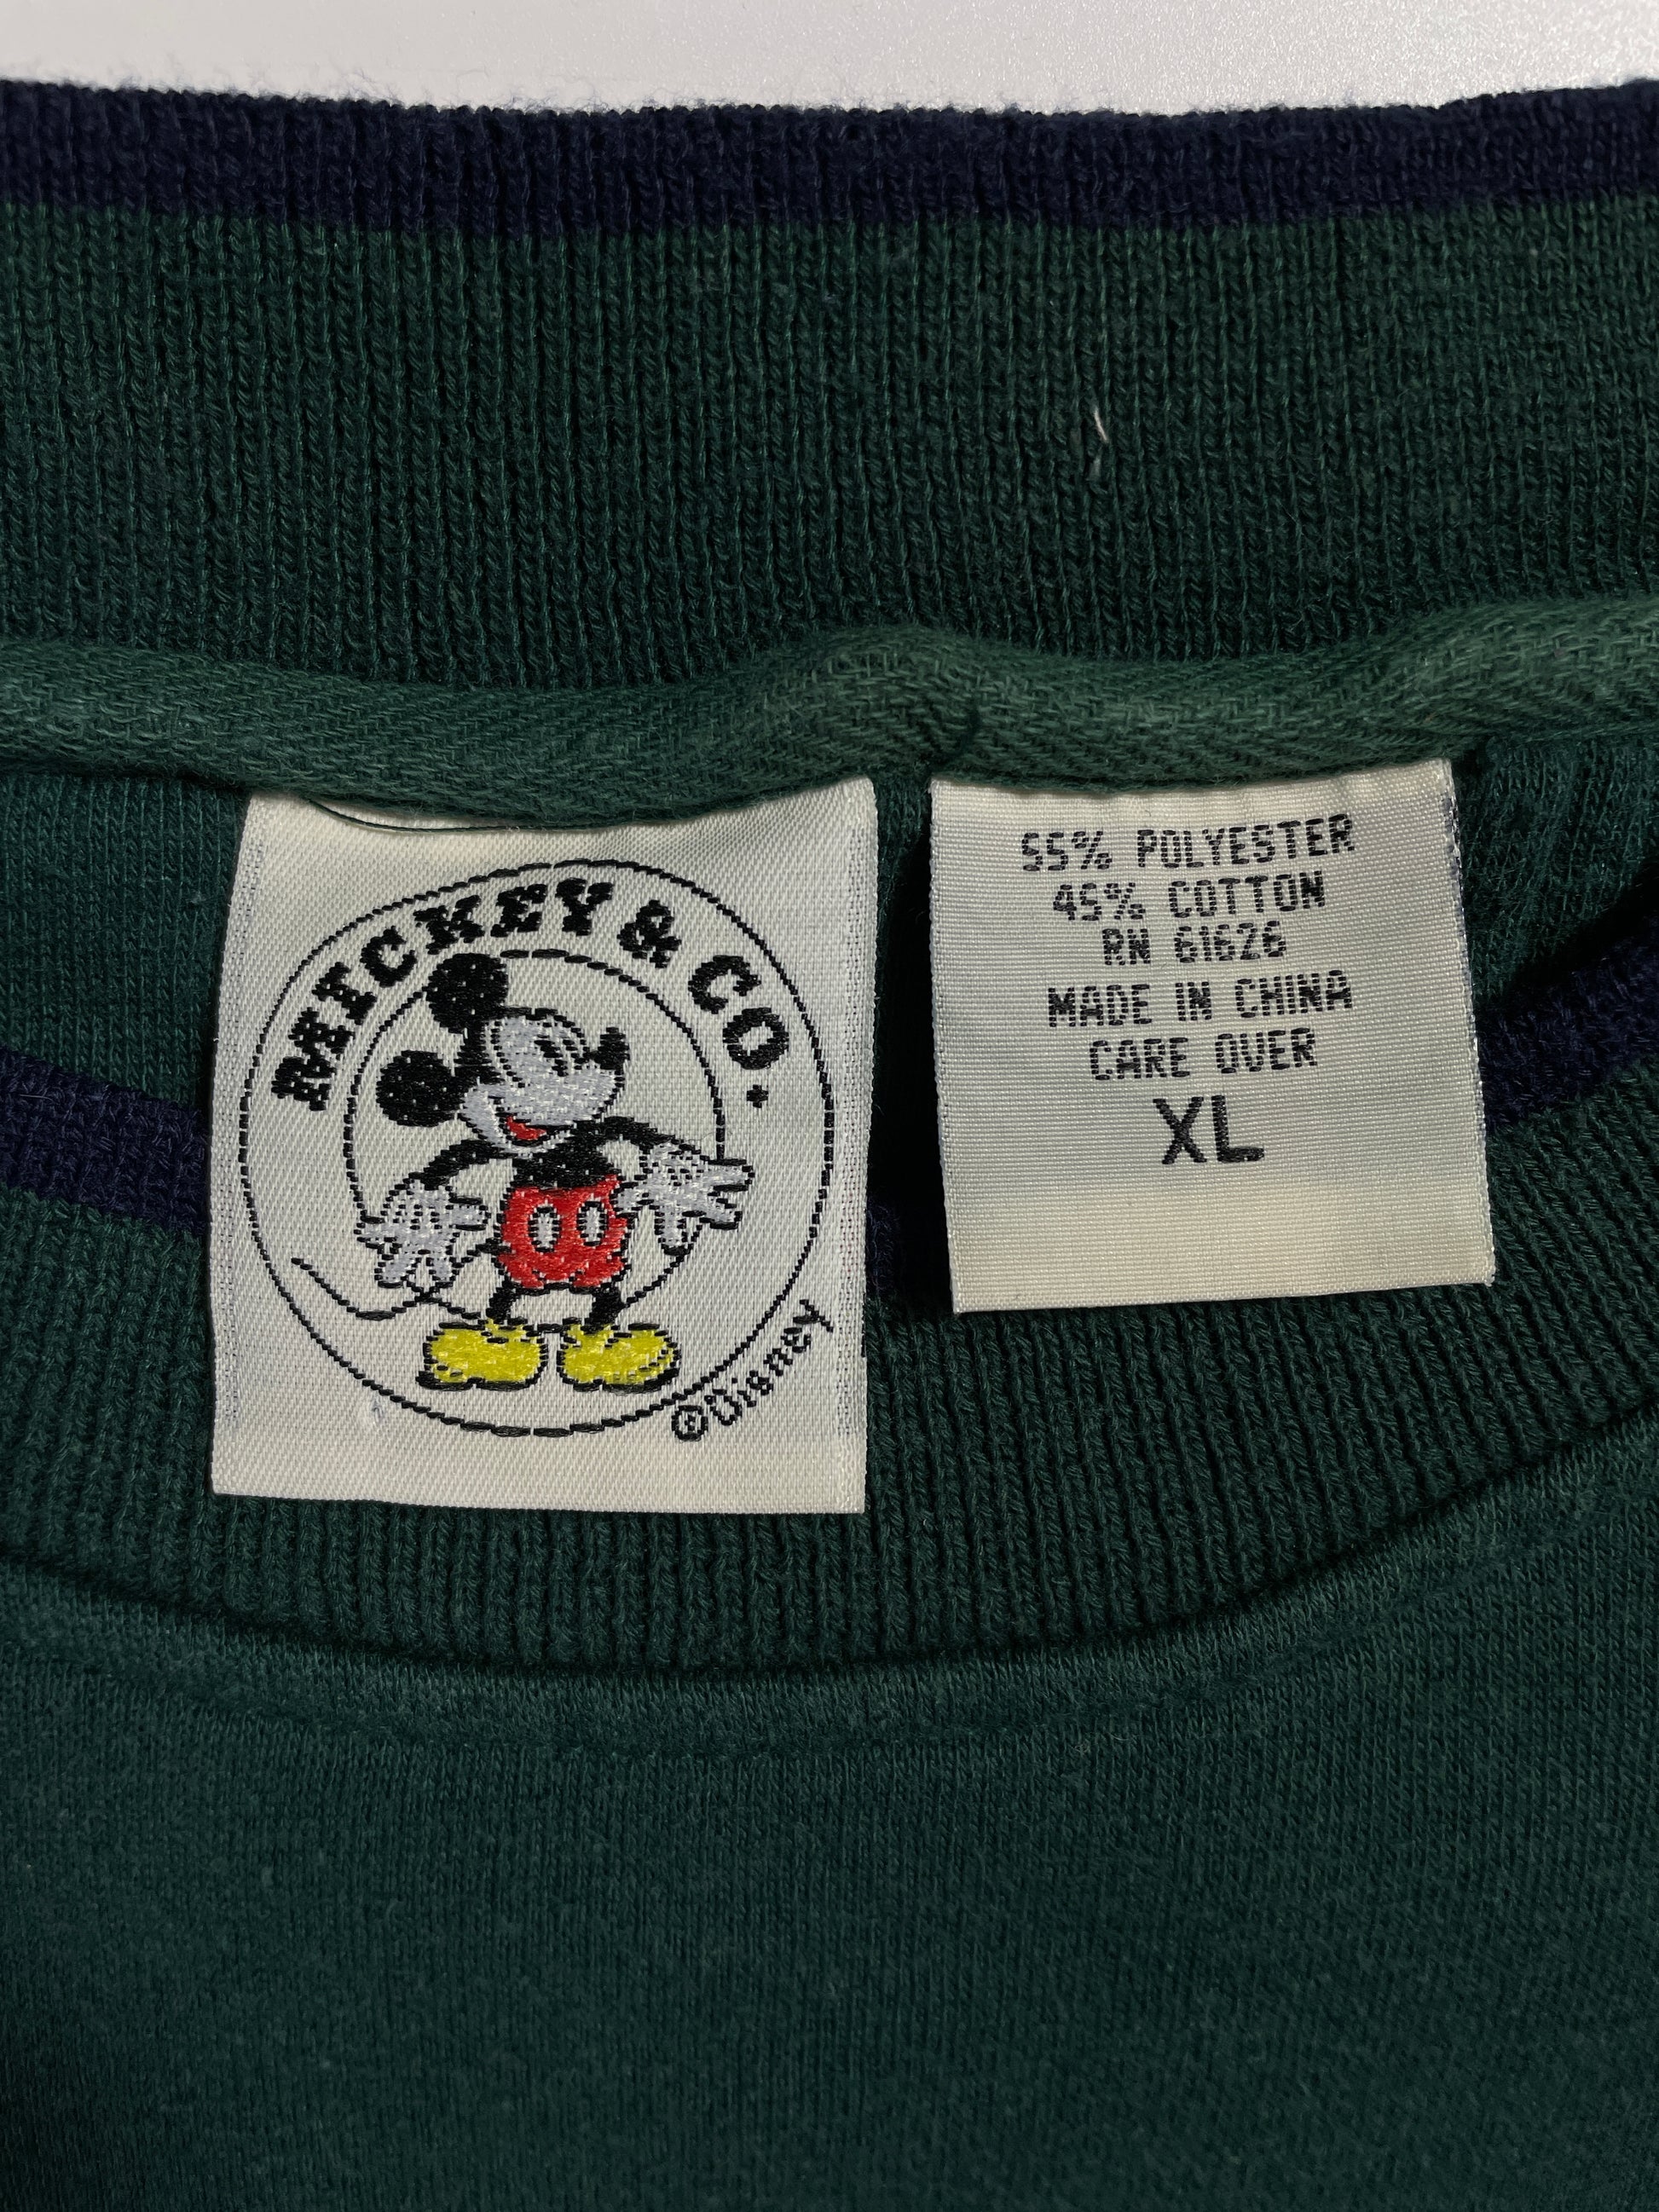 MICKEY & CO.
©Disney
55% POLYESTER
45% COTTON
RN 61626
MADE IN CHINA
CARE OVER
XL